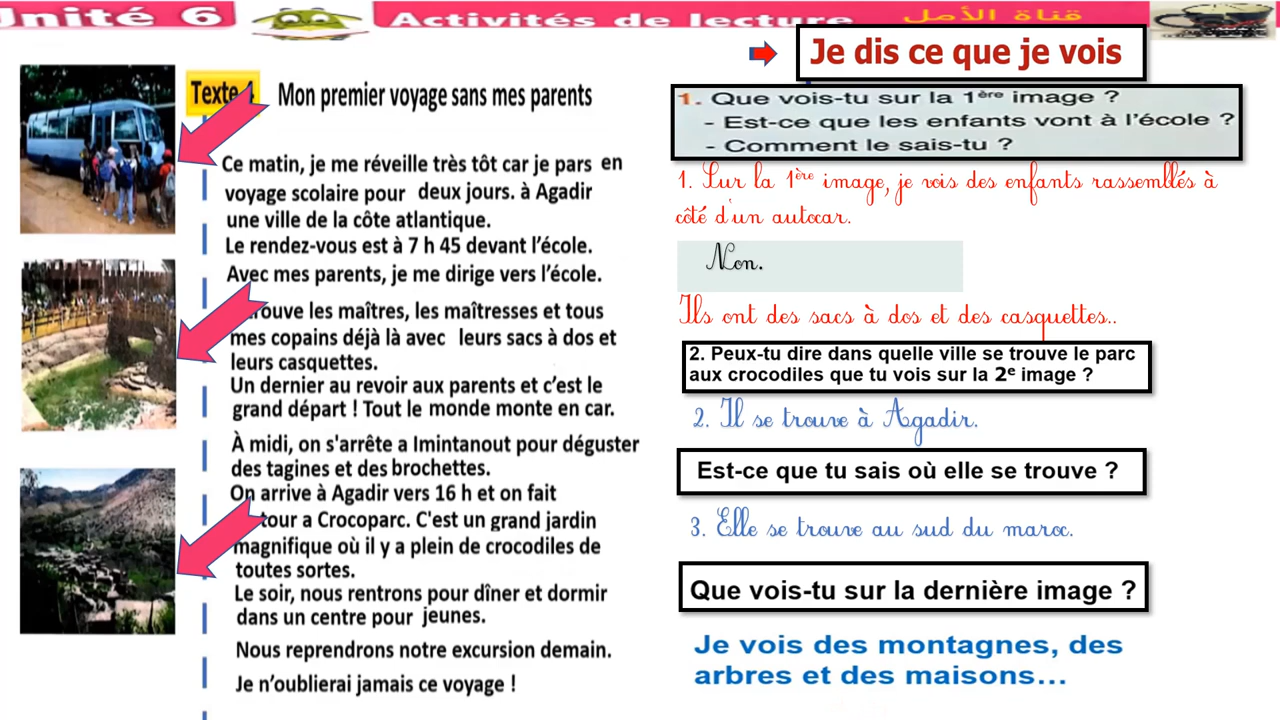 Unité 6
Activités de lecture
قناة الأمل
Texte 4
Mon premier voyage sans mes parents
Ce matin, je me réveille très tôt car je pars en
voyage scolaire pour deux jours. à Agadir
une ville de la côte atlantique.
Le rendez-vous est à 7 h 45 devant l'école.
Avec mes parents, je me dirige vers l'école.
rouve les maîtres, les maîtresses et tous
mes copains déjà là avec leurs sacs à dos et
leurs casquettes.
Un dernier au revoir aux parents et c'est le
grand départ ! Tout le monde monte en car.
À midi, on s'arrête a Imintanout pour déguster
des tagines et des brochettes.
On arrive à Agadir vers 16 h et on fait
tour a Crocoparc. C'est un grand jardin
magnifique où il y a plein de crocodiles de
toutes sortes.
Le soir, nous rentrons pour dîner et dormir
dans un centre pour jeunes.
Nous reprendrons notre excursion demain.
Je n'oublierai jamais ce voyage !
Je dis ce que je vois
1. Que vois-tu sur la 1ère image ?
- Est-ce que les enfants vont à l'école ?
- Comment le sais-tu ?
1. Sur la 1ère image, je vois des enfants rassemblés à
côté d'un autocar.
Non.
Ils ont des sacs à dos et des casquettes..
2. Peux-tu dire dans quelle ville se trouve le parc
aux crocodiles que tu vois sur la 2e image ?
2. Il se trouve à Agadir.
Est-ce que tu sais où elle se trouve ?
3. Elle se trouve au sud du maroc.
Que vois-tu sur la dernière image ?
Je vois des montagnes, des
arbres et des maisons...